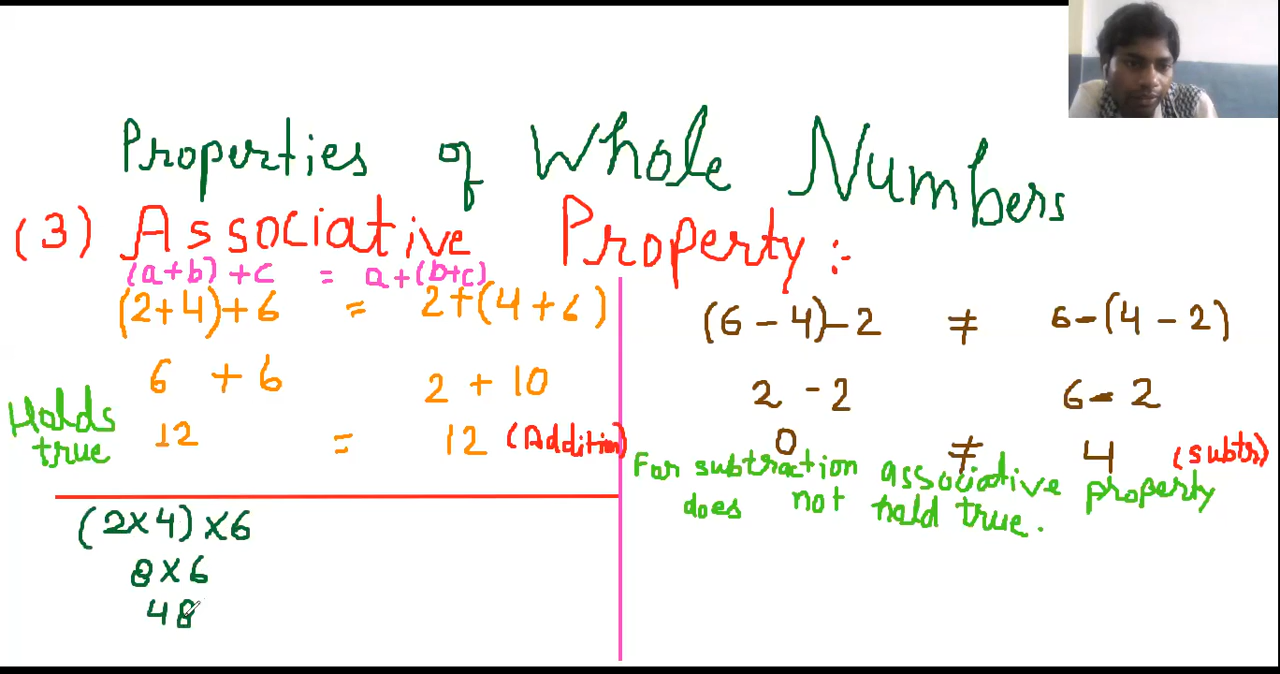 Properties of Whole Numbers
(3) Associative Property :-
(a+b) +c = a+(b+c)
(2+4)+6 = 2+(4+6)
6 + 6 2 + 10
Holds true
12 = 12 (Addition)
(2×4) ×6
8×6
48
(6-4)-2 ≠ 6-(4-2)
2 -2 6-2
0 ≠ 4 (subtr)
For subtraction associative property
does not hold true.